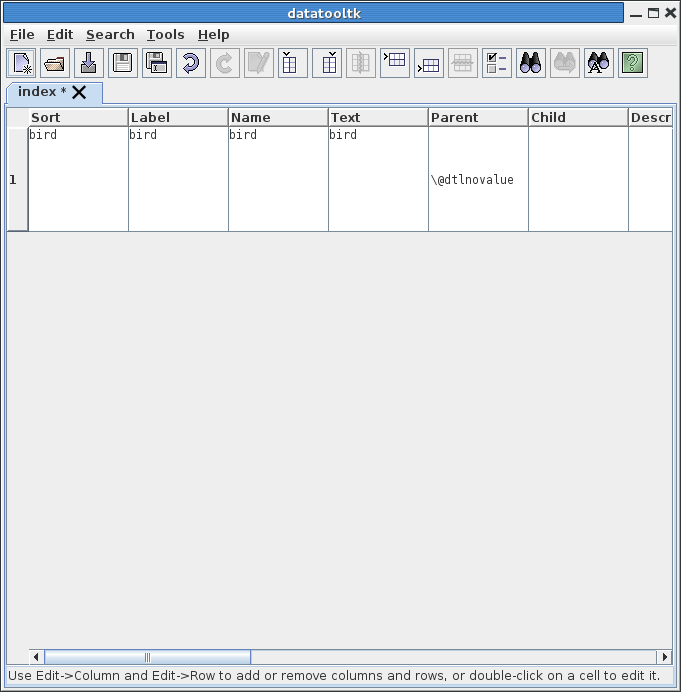 datatooltk
File Edit Search Tools Help
index *
Sort Label Name Text Parent Child Descr
1 bird bird bird bird \@dtlnovalue
Use Edit->Column and Edit->Row to add or remove columns and rows, or double-click on a cell to edit it.